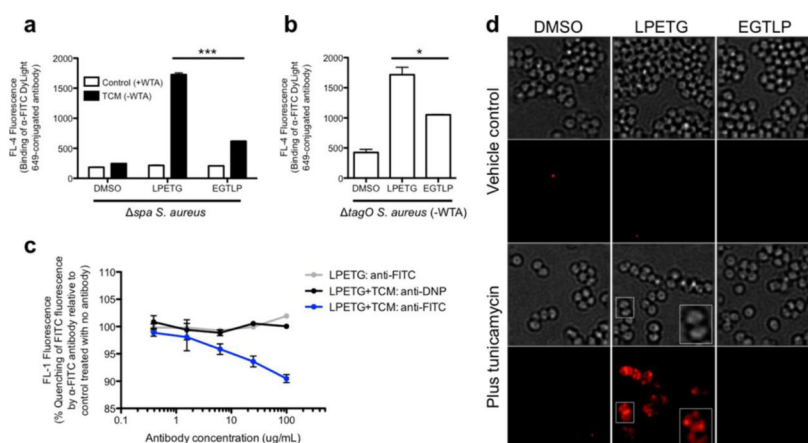 a
FL-4 Fluorescence
(Binding of α-FITC DyLight
649-conjugated antibody)
2000
1500
1000
500
0
Control (+WTA)
TCM (-WTA)
***
DMSO
LPETG
EGTLP
Δspa S. aureus
b
FL-4 Fluorescence
(Binding of α-FITC DyLight
649-conjugated antibody)
2000
1500
1000
500
0
*
DMSO
LPETG
EGTLP
ΔtagO S. aureus (-WTA)
c
FL-1 Fluorescence
(% Quenching of FITC fluorescence
by α-FITC antibody relative to
control treated with no antibody)
110
105
100
95
90
85
0.1
1
10
100
Antibody concentration (ug/mL)
LPETG: anti-FITC
LPETG+TCM: anti-DNP
LPETG+TCM: anti-FITC
d
DMSO
LPETG
EGTLP
Vehicle control
Plus tunicamycin